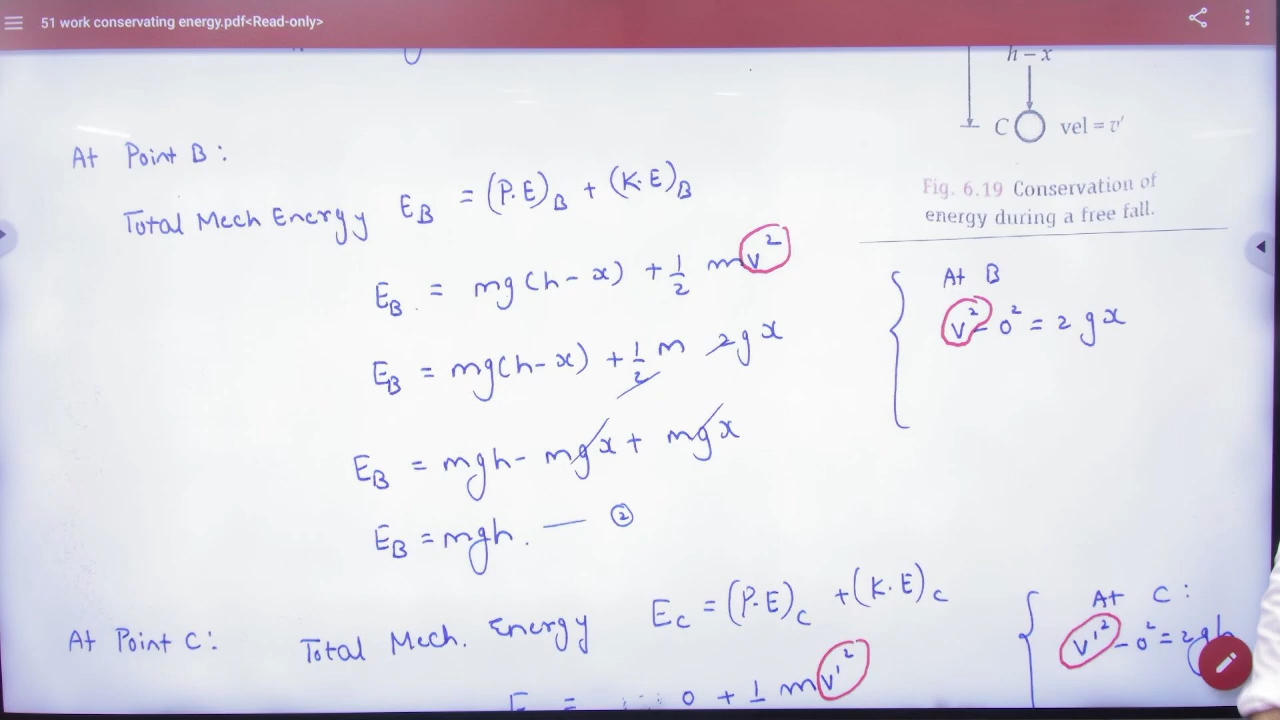 51 work conservating energy.pdf<Read-only>
h – x
C vel = v'
Fig. 6.19 Conservation of
energy during a free fall.
At Point B :
Total Mech Energy E_B = (P.E)_B + (K.E)_B
E_B = mg(h – x) + 1/2 mv²
E_B = mg(h – x) + 1/2 m 2gx
E_B = mgh – mgx + mgx
E_B = mgh. — ②
At B
v² – 0² = 2gx
At Point C : Total Mech. Energy E_C = (P.E)_C + (K.E)_C
0 + 1 mv'²
At C :
v'² – 0² = 2gh